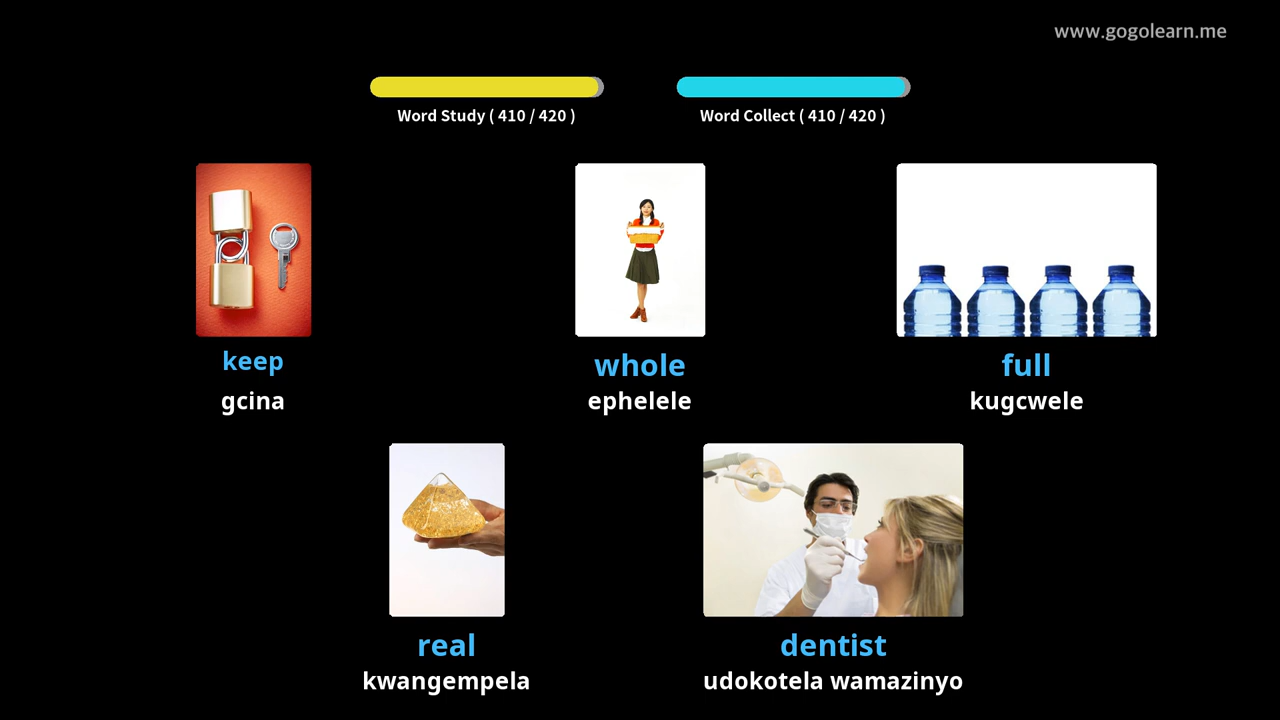 www.gogolearn.me
Word Study ( 410 / 420 )
Word Collect ( 410 / 420 )
keep
gcina
whole
ephelele
full
kugcwele
real
kwangempela
dentist
udokotela wamazinyo